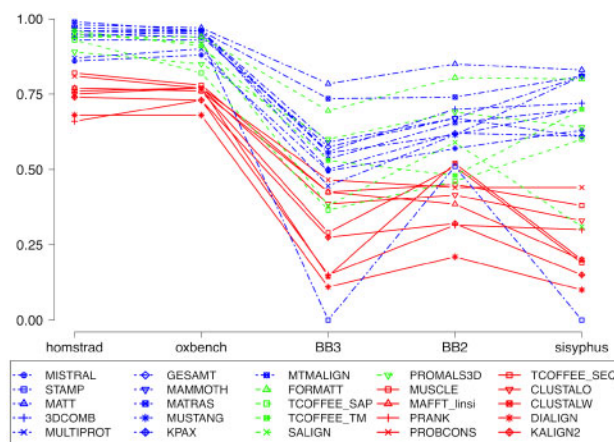 1.00
0.75
0.50
0.25
0.00
homstrad oxbench BB3 BB2 sisyphus
MISTRAL GESAMT MTMALIGN PROMALS3D TCOFFEE_SEC
STAMP MAMMOTH FORMATT MUSCLE CLUSTALO
MATT MATRAS TCOFFEE_SAP MAFFT_linsi CLUSTALW
3DCOMB MUSTANG TCOFFEE_TM PRANK DIALIGN
MULTIPROT KPAX SALIGN PROBCONS KALIGN2